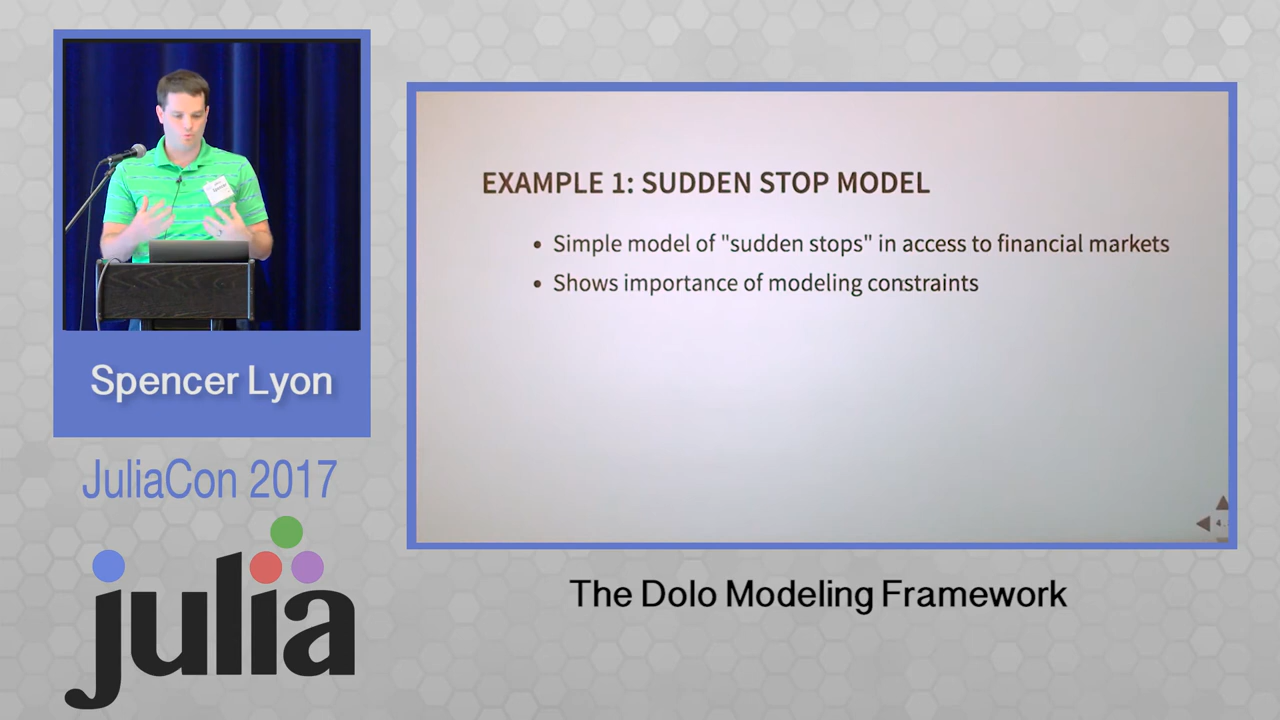 EXAMPLE 1: SUDDEN STOP MODEL
• Simple model of "sudden stops" in access to financial markets
• Shows importance of modeling constraints
4
Spencer Lyon
JuliaCon 2017
julia
The Dolo Modeling Framework